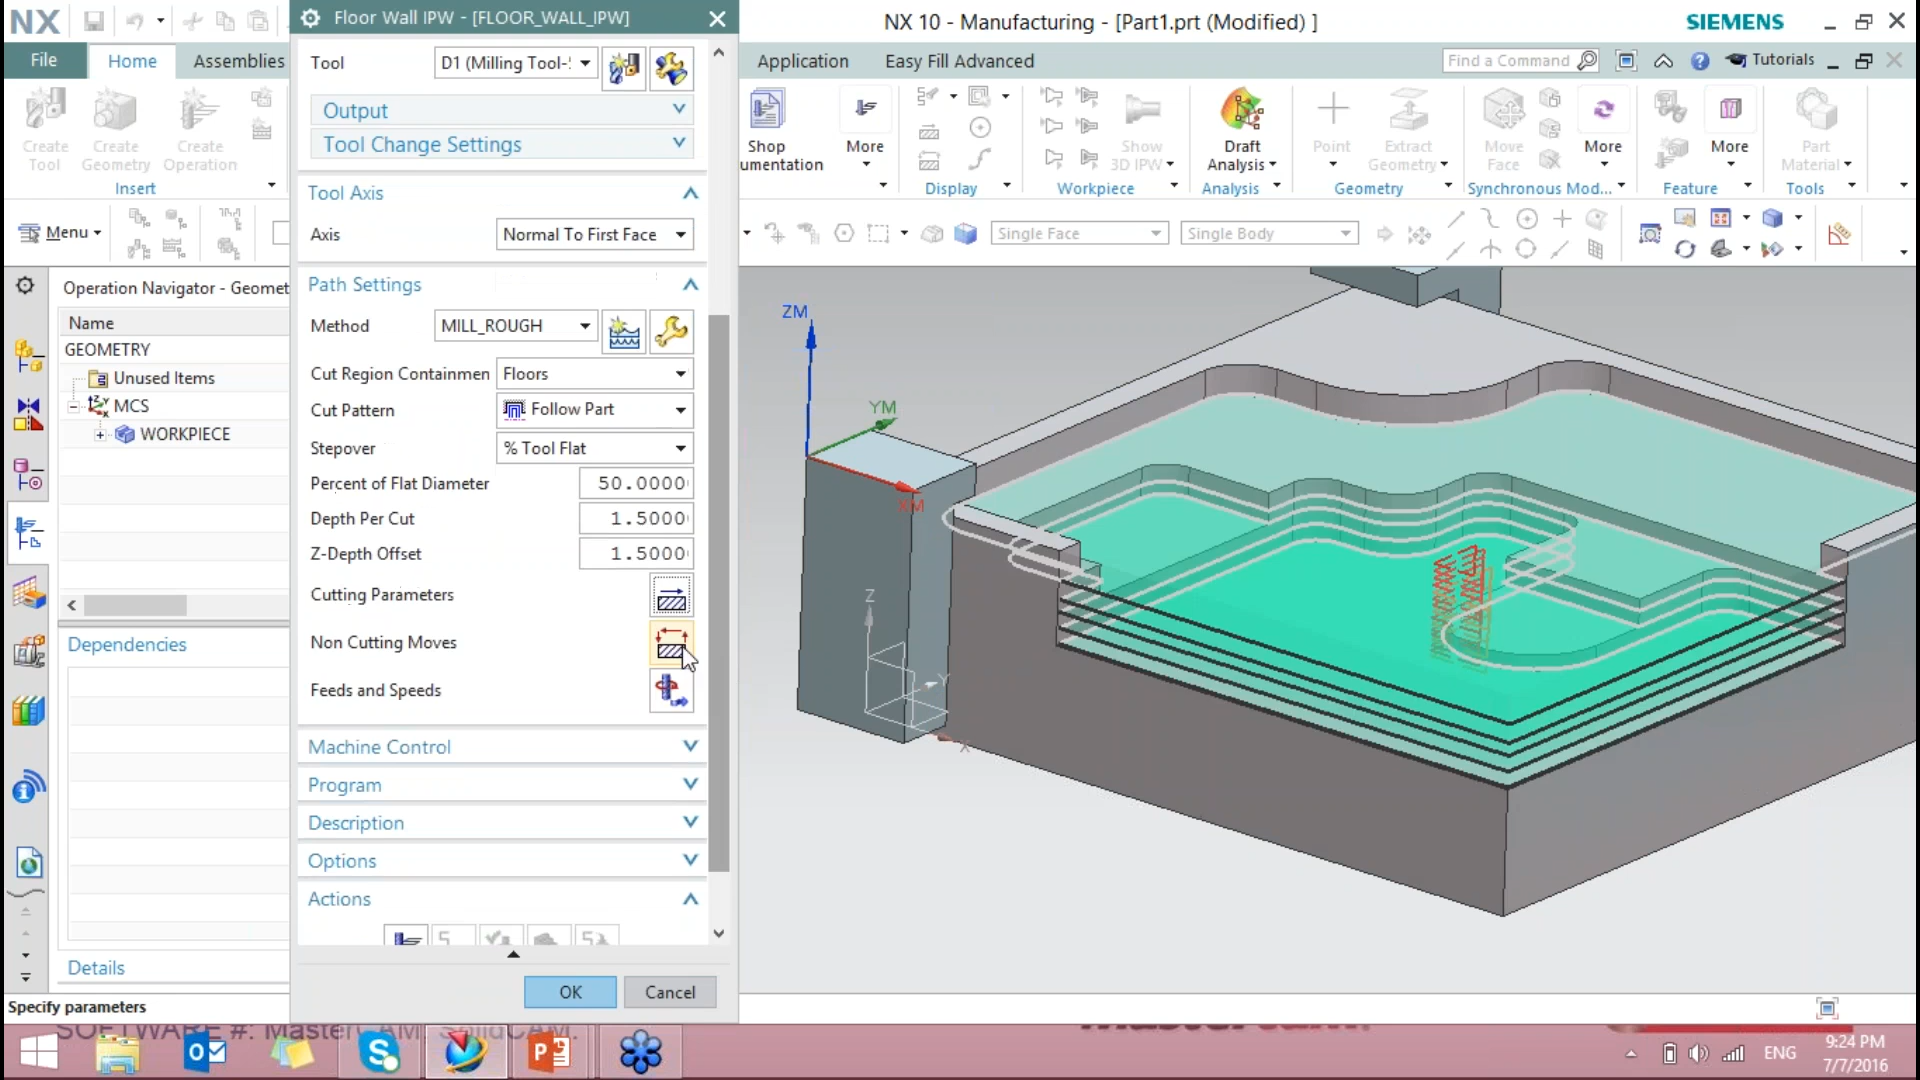 NX
Floor Wall IPW - [FLOOR_WALL_IPW]
NX 10 - Manufacturing - [Part1.prt (Modified) ]
SIEMENS
File
Home
Assemblies
Application
Easy Fill Advanced
Find a Command
Tutorials
Create Tool
Create Geometry
Create Operation
Insert
Shop
umentation
More
Display
Show 3D IPW
Workpiece
Draft Analysis
Analysis
Point
Extract Geometry
Geometry
Move Face
More
Synchronous Mod...
More
Feature
Part Material
Tools
Menu
Single Face
Single Body
Operation Navigator - Geomet
Name
GEOMETRY
Unused Items
MCS
WORKPIECE
Dependencies
Details
Tool
D1 (Milling Tool-
Output
Tool Change Settings
Tool Axis
Axis
Normal To First Face
Path Settings
Method
MILL_ROUGH
Cut Region Containmen
Floors
Cut Pattern
Follow Part
Stepover
% Tool Flat
Percent of Flat Diameter
50.0000
Depth Per Cut
1.5000
Z-Depth Offset
1.5000
Cutting Parameters
Non Cutting Moves
Feeds and Speeds
Machine Control
Program
Description
Options
Actions
OK
Cancel
ZM
YM
XM
Z
Y
X
Specify parameters
SOFTWARE #: MasterCAM, SolidCAM.
ENG
9:24 PM
7/7/2016